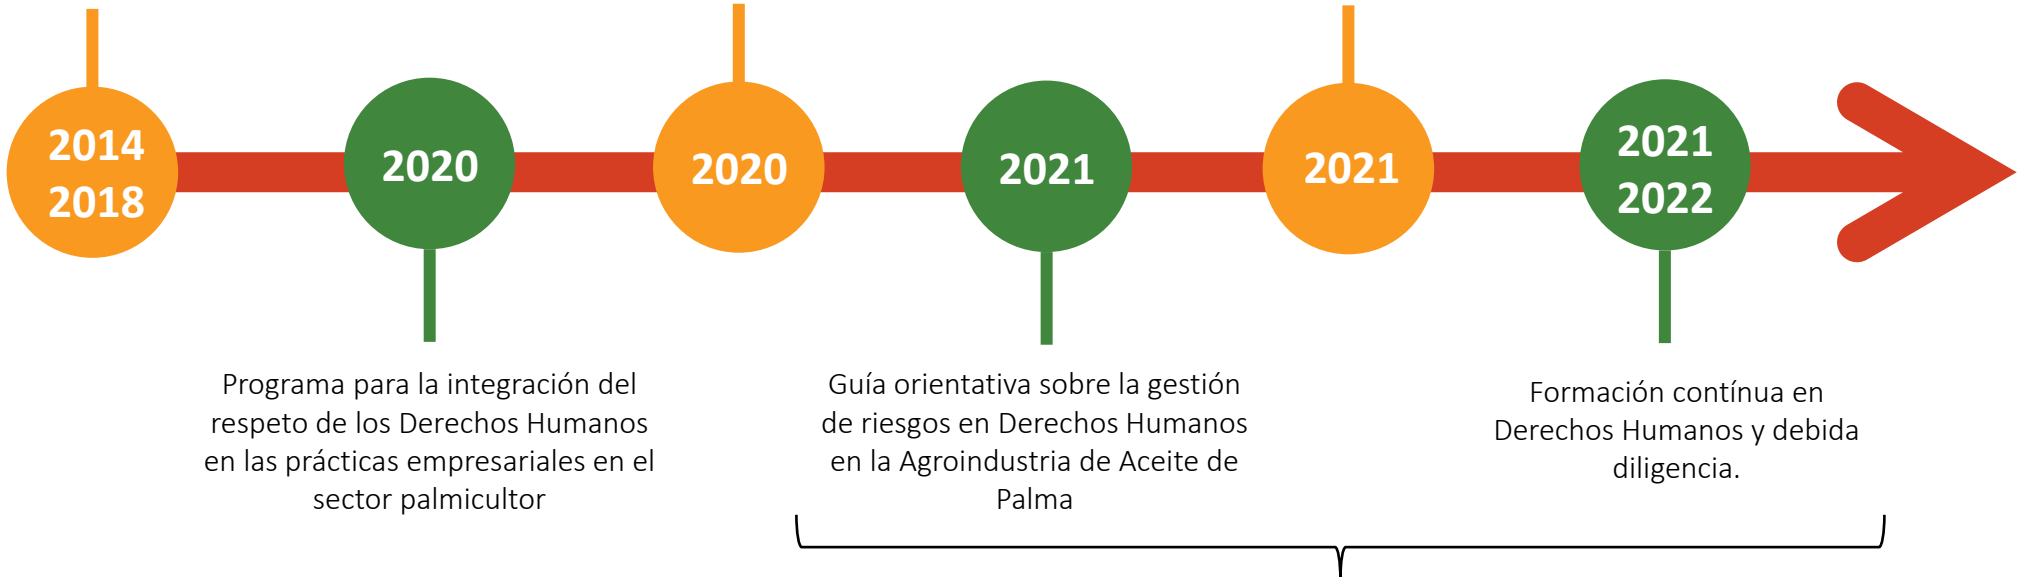 2014
2018
2020
2020
2021
2021
2021
2022
Programa para la integración del
respeto de los Derechos Humanos
en las prácticas empresariales en el
sector palmicultor
Guía orientativa sobre la gestión
de riesgos en Derechos Humanos
en la Agroindustria de Aceite de
Palma
Formación contínua en
Derechos Humanos y debida
diligencia.